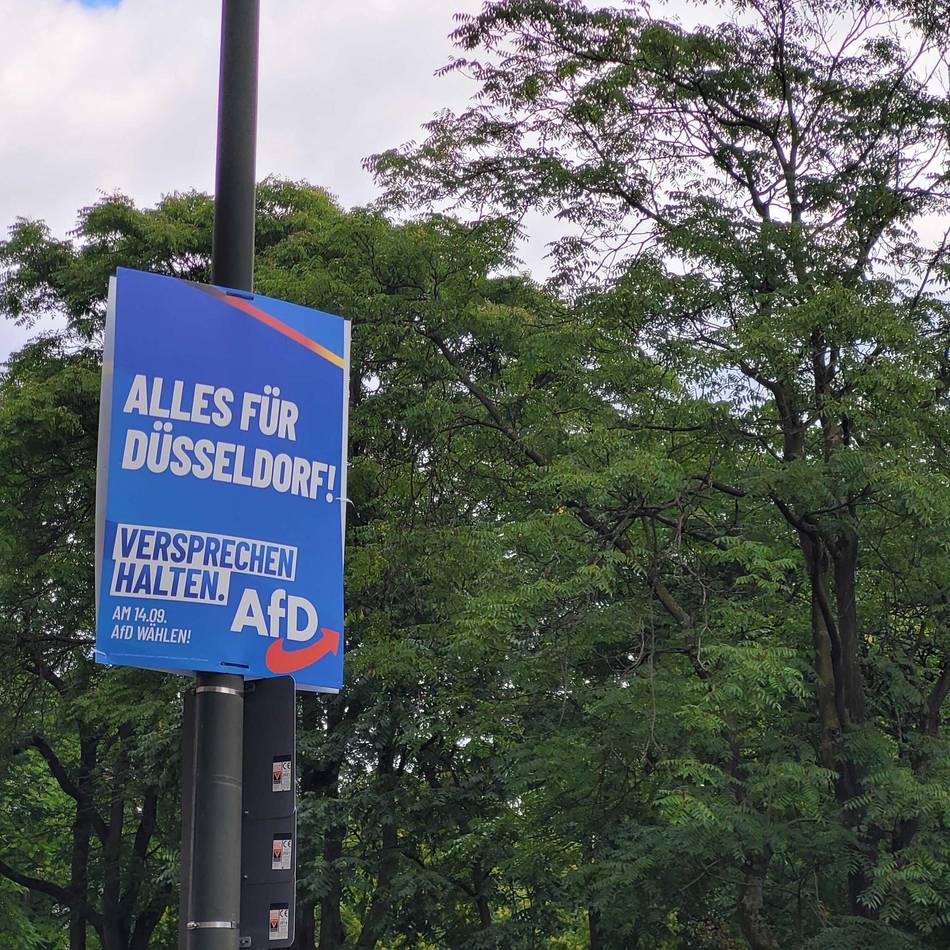 ALLES FÜR
DÜSSELDORF!
VERSPRECHEN
HALTEN.
AM 14.09.
AfD WÄHLEN!
AfD